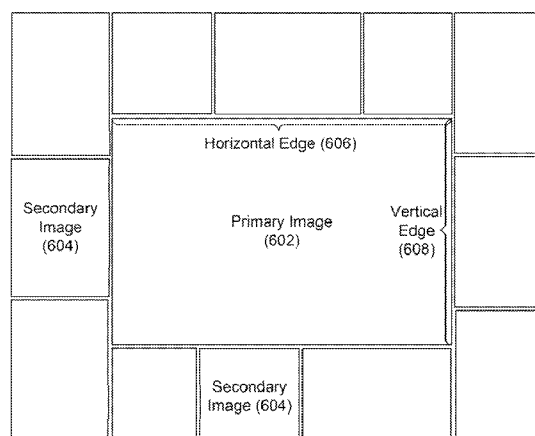 Horizontal Edge (606)
Secondary
Image
(604)
Primary Image
(602)
Vertical
Edge
(608)
Secondary
Image (604)